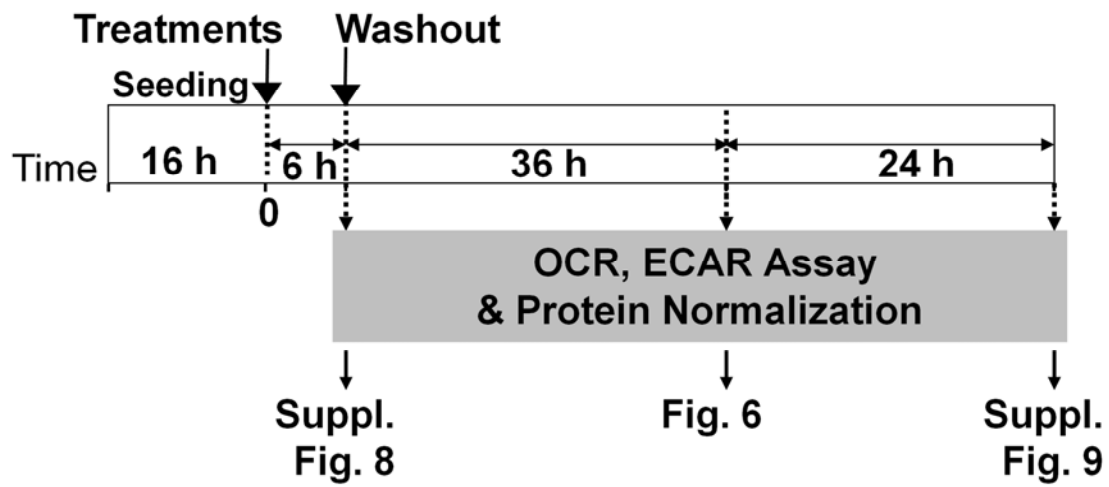 Treatments Washout
Seeding
Time 16 h 6 h 36 h 24 h
0
OCR, ECAR Assay
& Protein Normalization
Suppl. Fig. 6 Suppl.
Fig. 8 Fig. 9